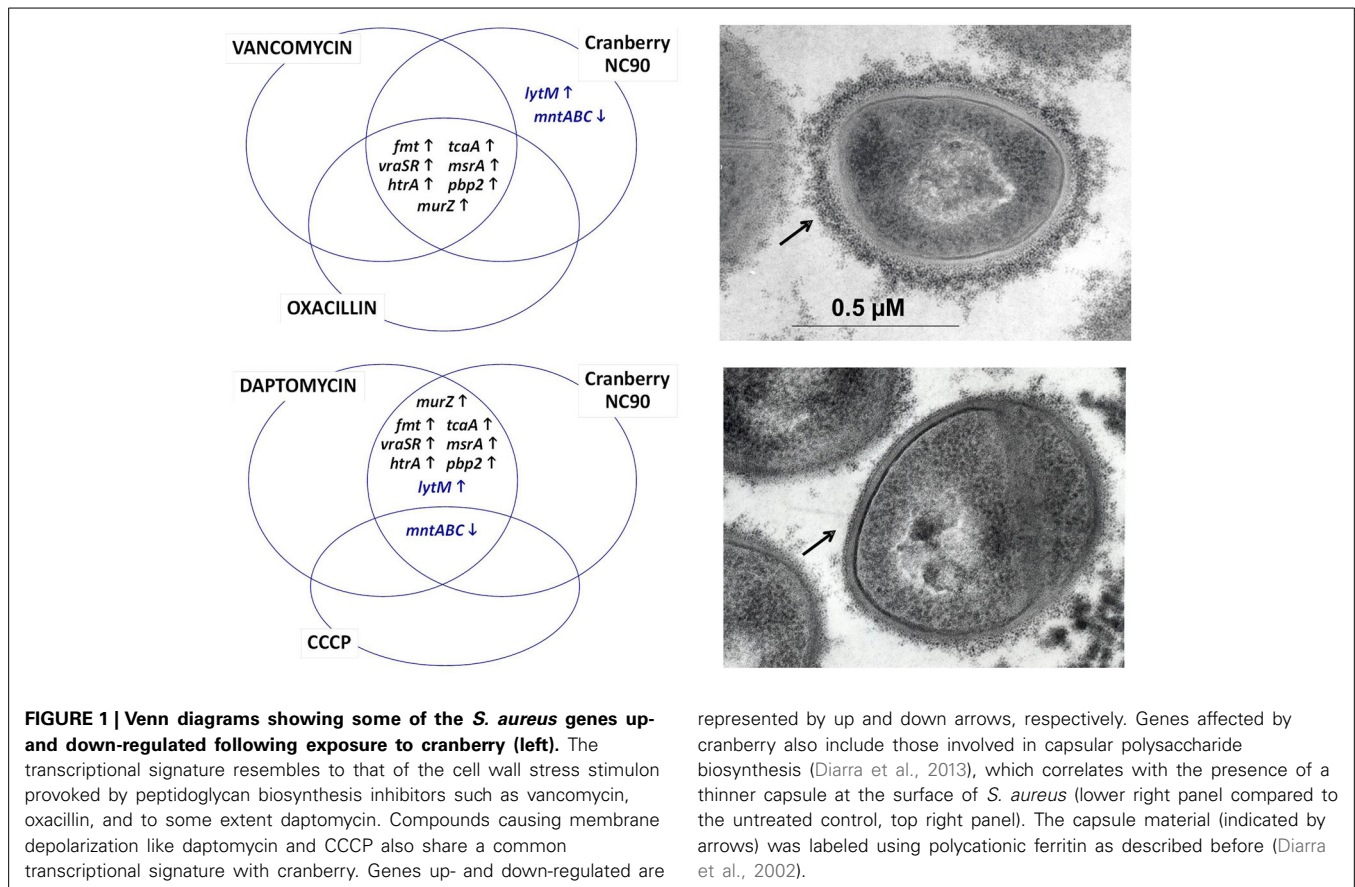 VANCOMYCIN
Cranberry
NC90
lytM ↑
mntABC ↓
fmt ↑ tcaA ↑
vraSR ↑ msrA ↑
htrA ↑ pbp2 ↑
murZ ↑
OXACILLIN
0.5 µM
DAPTOMYCIN
Cranberry
NC90
murZ ↑
fmt ↑ tcaA ↑
vraSR ↑ msrA ↑
htrA ↑ pbp2 ↑
lytM ↑
mntABC ↓
CCCP
FIGURE 1 | Venn diagrams showing some of the S. aureus genes up-
and down-regulated following exposure to cranberry (left). The
transcriptional signature resembles to that of the cell wall stress stimulon
provoked by peptidoglycan biosynthesis inhibitors such as vancomycin,
oxacillin, and to some extent daptomycin. Compounds causing membrane
depolarization like daptomycin and CCCP also share a common
transcriptional signature with cranberry. Genes up- and down-regulated are
represented by up and down arrows, respectively. Genes affected by
cranberry also include those involved in capsular polysaccharide
biosynthesis (Diarra et al., 2013), which correlates with the presence of a
thinner capsule at the surface of S. aureus (lower right panel compared to
the untreated control, top right panel). The capsule material (indicated by
arrows) was labeled using polycationic ferritin as described before (Diarra
et al., 2002).